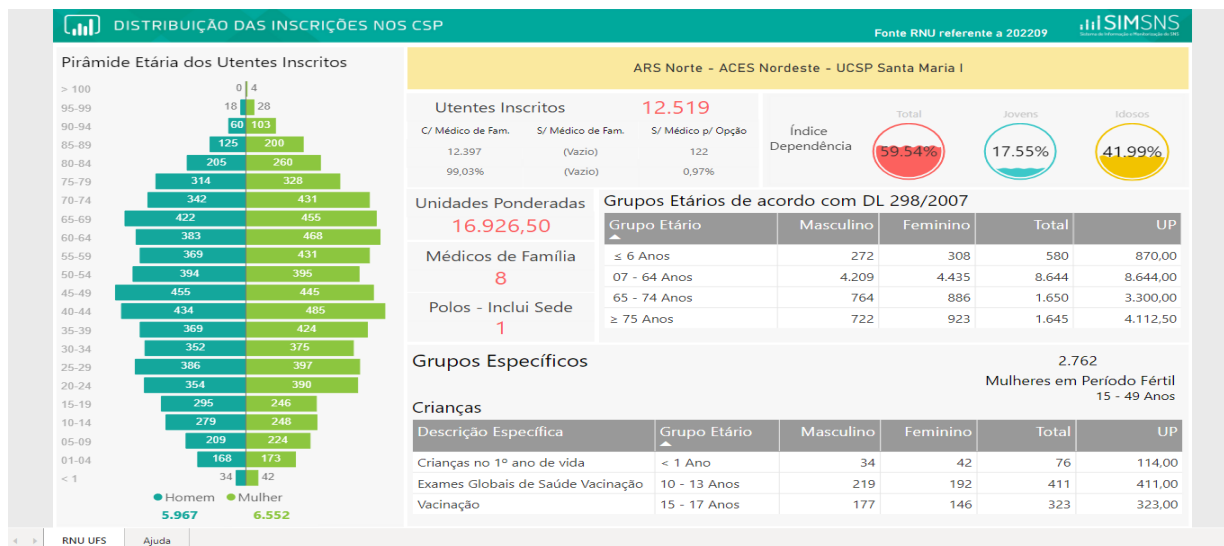 DISTRIBUIÇÃO DAS INSCRIÇÕES NOS CSP
Fonte RNU referente a 202209
SIMSNS
Pirâmide Etária dos Utentes Inscritos
> 100 0 4
95-99 18 28
90-94 60 103
85-89 125 200
80-84 205 260
75-79 314 328
70-74 342 431
65-69 422 455
60-64 383 468
55-59 369 431
50-54 394 395
45-49 455 445
40-44 434 485
35-39 369 424
30-34 352 375
25-29 386 397
20-24 354 390
15-19 295 246
10-14 279 248
05-09 209 224
01-04 168 173
< 1 34 42
Homem Mulher
5.967 6.552
ARS Norte - ACES Nordeste - UCSP Santa Maria I
Utentes Inscritos 12.519
C/ Médico de Fam. S/ Médico de Fam. S/ Médico p/ Opção
12.397 (Vazio) 122
99,03% (Vazio) 0,97%
Índice
Dependência
Total Jovens Idosos
59.54% 17.55% 41.99%
Unidades Ponderadas
16.926,50
Médicos de Família
8
Polos - Inclui Sede
1
Grupos Etários de acordo com DL 298/2007
Grupo Etário Masculino Feminino Total UP
≤ 6 Anos 272 308 580 870,00
07 - 64 Anos 4.209 4.435 8.644 8.644,00
65 - 74 Anos 764 886 1.650 3.300,00
≥ 75 Anos 722 923 1.645 4.112,50
Grupos Específicos
2.762
Mulheres em Período Fértil
15 - 49 Anos
Crianças
Descrição Específica Grupo Etário Masculino Feminino Total UP
Crianças no 1º ano de vida < 1 Ano 34 42 76 114,00
Exames Globais de Saúde Vacinação 10 - 13 Anos 219 192 411 411,00
Vacinação 15 - 17 Anos 177 146 323 323,00
RNU UFS Ajuda